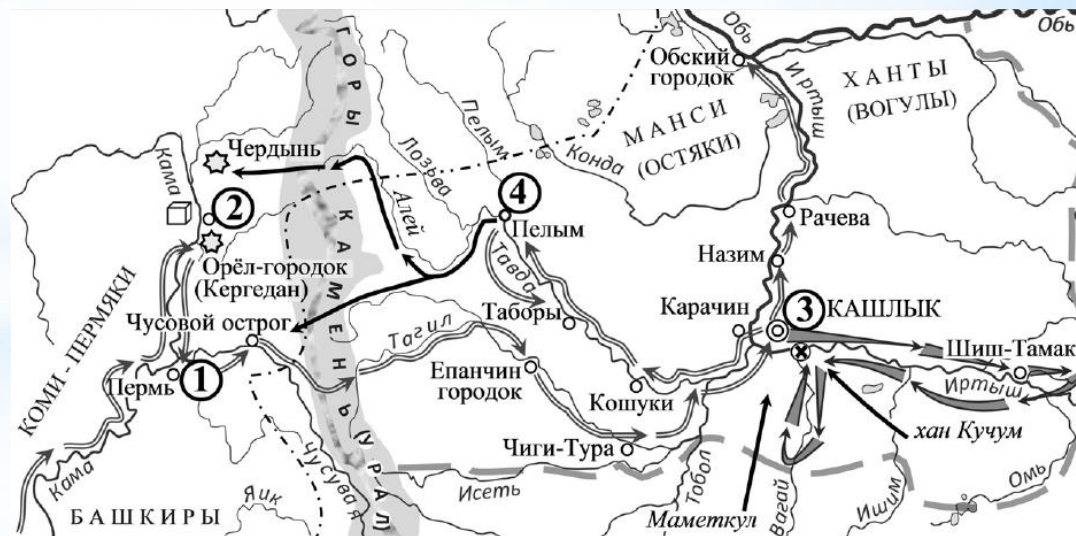 ГОРЫ
КАМЕНЬ (УРАЛ)
Обь
Обь
Обский
городок
Иртыш
ХАНТЫ
(ВОГУЛЫ)
МАНСИ
(ОСТЯКИ)
Конда
Пелым
Лозьва
Алей
Чердынь
Кама
2
4
Пелым
Рачева
Орёл-городок
(Кергедан)
Тавда
Назим
КОМИ-ПЕРМЯКИ
Чусовой острог
Таборы
Карачин
3
КАШЛЫК
Тагил
Шиш-Тамак
Пермь
1
Епанчин
городок
Кошуки
Иртыш
хан Кучум
Чиги-Тура
Кама
Чусувая
Исеть
Тобол
Вагай
Ишим
Омь
Яик
БАШКИРЫ
Маметкул